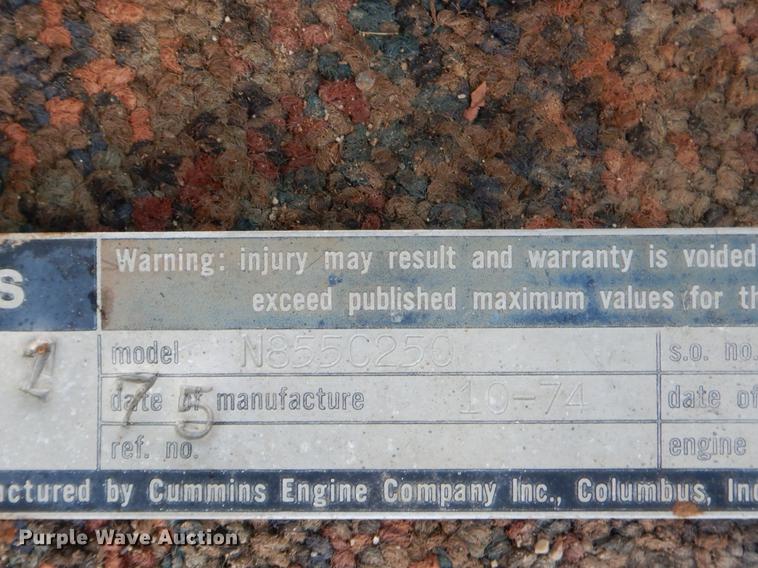 s
Warning: injury may result and warranty is voided
exceed published maximum values for th
1 75
model N855C250
s.o. no.
date of manufacture 10-74
date of
ref. no.
engine
ctured by Cummins Engine Company Inc., Columbus, Ind
Purple Wave Auction